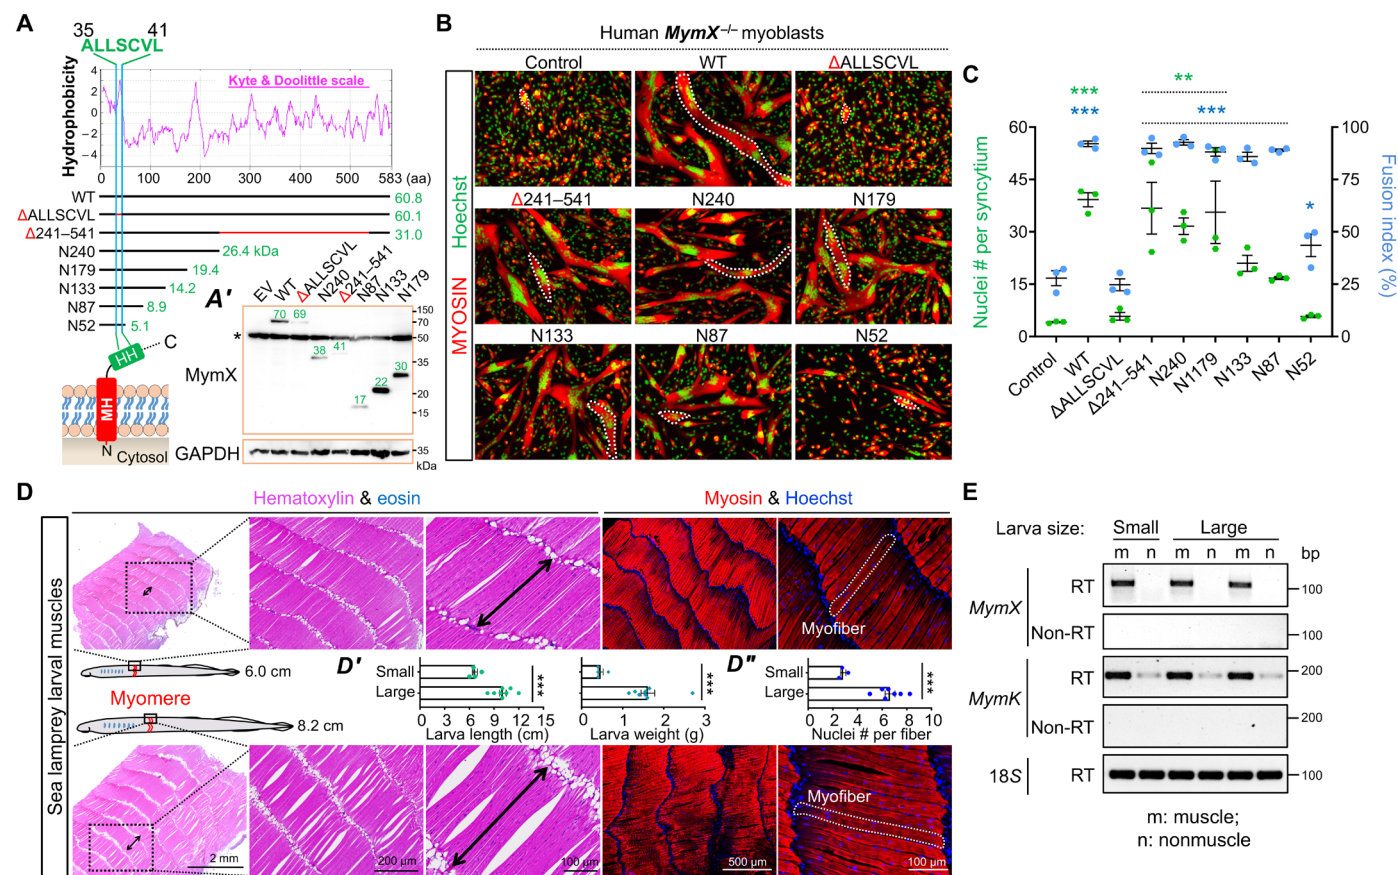 A
35 41
ALLSCVL
Hydrophobicity
Kyte & Doolittle scale
4
2
0
−2
−4
0 100 200 300 400 500 583 (aa)
WT 60.8
ΔALLSCVL 60.1
Δ241–541 31.0
N240 26.4 kDa
N179 19.4
N133 14.2
N87 8.9
N52 5.1
HH C
MH
N Cytosol
A'
EV WT ΔALLSCVL N240 Δ241–541 N87 N133 N179
70 69 38 41 17 22 30
*
MymX
150
70
50
35
20
15
GAPDH
35
kDa
B
Human MymX–/– myoblasts
MYOSIN Hoechst
Control WT ΔALLSCVL
Δ241–541 N240 N179
N133 N87 N52
C
Nuclei # per syncytium
60
45
30
15
0
*** ** 
*** *** *
Fusion index (%)
100
75
50
25
0
Control WT ΔALLSCVL Δ241–541 N240 N1179 N133 N87 N52
D
Hematoxylin & eosin
Myosin & Hoechst
Sea lamprey larval muscles
Myofiber
6.0 cm
Myomere
8.2 cm
D'
Small
Large
***
0 3 6 9 12 15
Larva length (cm)
***
0 1 2 3
Larva weight (g)
D"
Small
Large
***
0 2 4 6 8 10
Nuclei # per fiber
Myofiber
2 mm
200 µm
100 µm
500 µm
100 µm
E
Larva size: Small Large
m n m n m n bp
MymX
RT 100
Non-RT 100
MymK
RT 200
Non-RT 200
18S RT 100
m: muscle;
n: nonmuscle